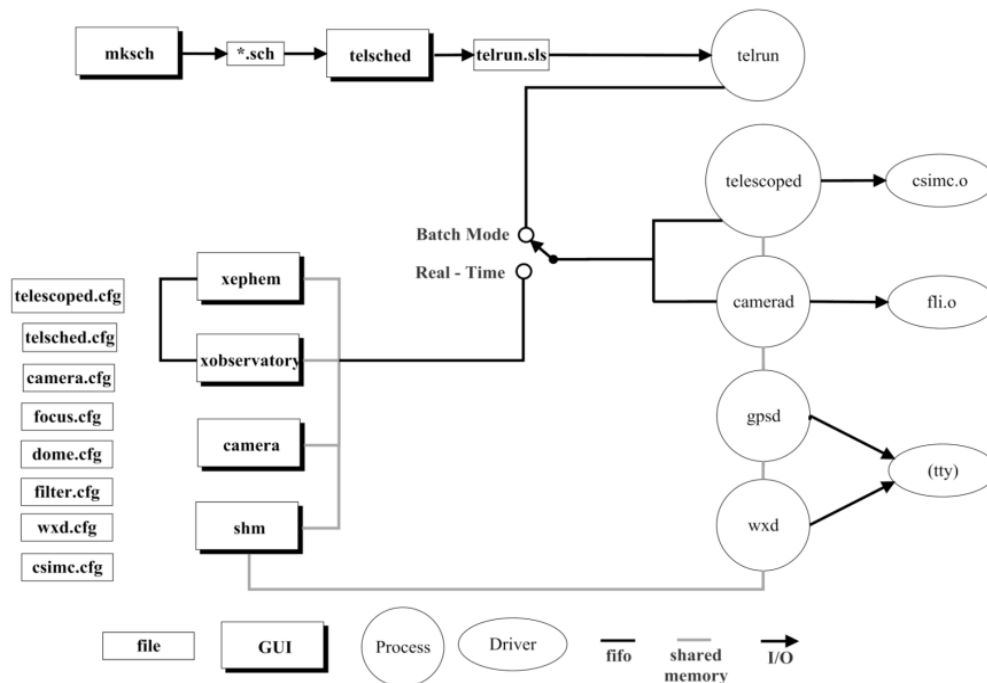 mksch
*.sch
telsched
telrun.sls
telrun
telescoped
csimc.o
Batch Mode
Real - Time
xephem
telescoped.cfg
camerad
fli.o
telsched.cfg
xobservatory
camera.cfg
focus.cfg
gpsd
camera
dome.cfg
(tty)
filter.cfg
wxd.cfg
shm
wxd
csimc.cfg
file
GUI
Process
Driver
fifo
shared
memory
I/O